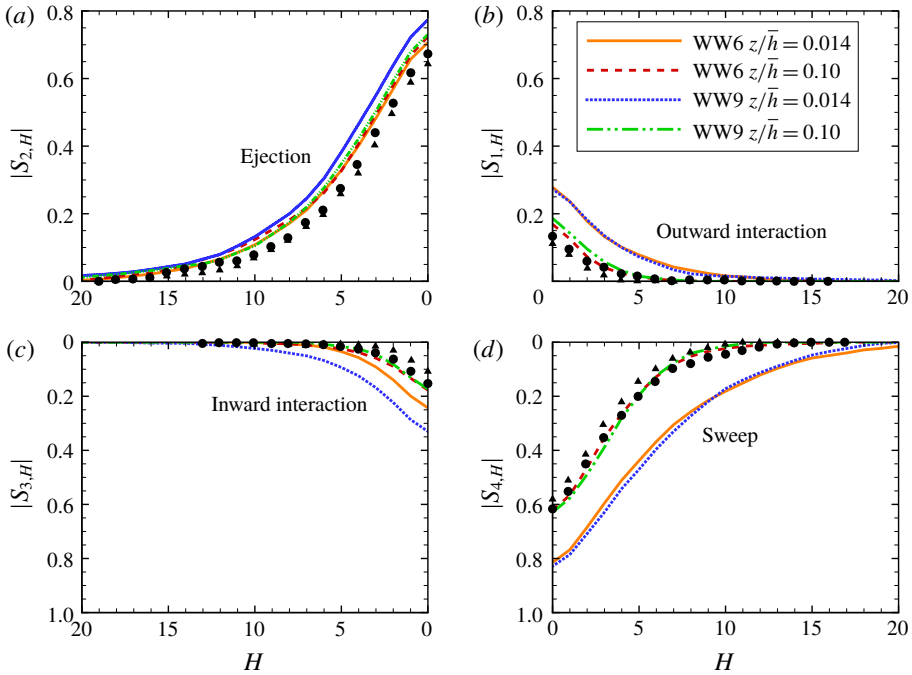 (a)
(b)
0.8
0.6
0.4
0.2
0
|S2,H|
Ejection
20
15
10
5
0
0.8
0.6
0.4
0.2
0
|S1,H|
WW6 z/h̅ = 0.014
WW6 z/h̅ = 0.10
WW9 z/h̅ = 0.014
WW9 z/h̅ = 0.10
Outward interaction
0
5
10
15
20
(c)
(d)
0
0.2
0.4
0.6
0.8
1.0
|S3,H|
Inward interaction
20
15
10
5
0
H
0
0.2
0.4
0.6
0.8
1.0
|S4,H|
Sweep
0
5
10
15
20
H